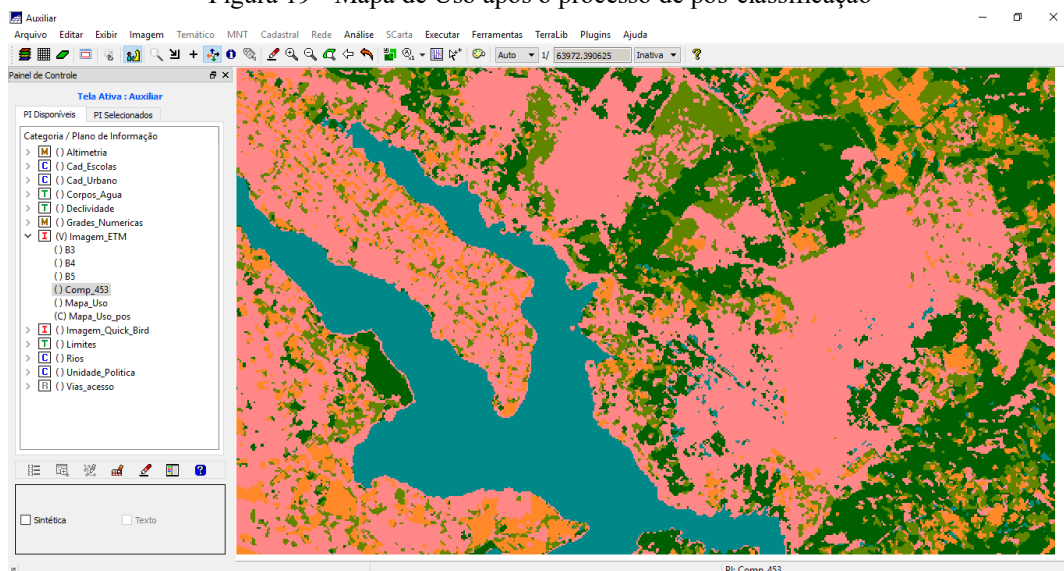 Figura 19 - Mapa de Uso após o processo de pós-classificação
Auxiliar
Arquivo Editar Exibir Imagem Temático MNT Cadastral Rede Análise SCarta Executar Ferramentas TerraLib Plugins Ajuda
Auto 1/ 63972.390625 Inativa
Painel de Controle
Tela Ativa : Auxiliar
PI Disponíveis PI Selecionados
Categoria / Plano de Informação
M () Altimetria
C () Cad_Escolas
C () Cad_Urbano
T () Corpos_Agua
T () Declividade
M () Grades_Numericas
I (V) Imagem_ETM
() B3
() B4
() B5
() Comp_453
() Mapa_Uso
(C) Mapa_Uso_pos
I () Imagem_Quick_Bird
T () Limites
C () Rios
C () Unidade_Politica
R () Vias_acesso
Sintética Texto
PI: Comp_453